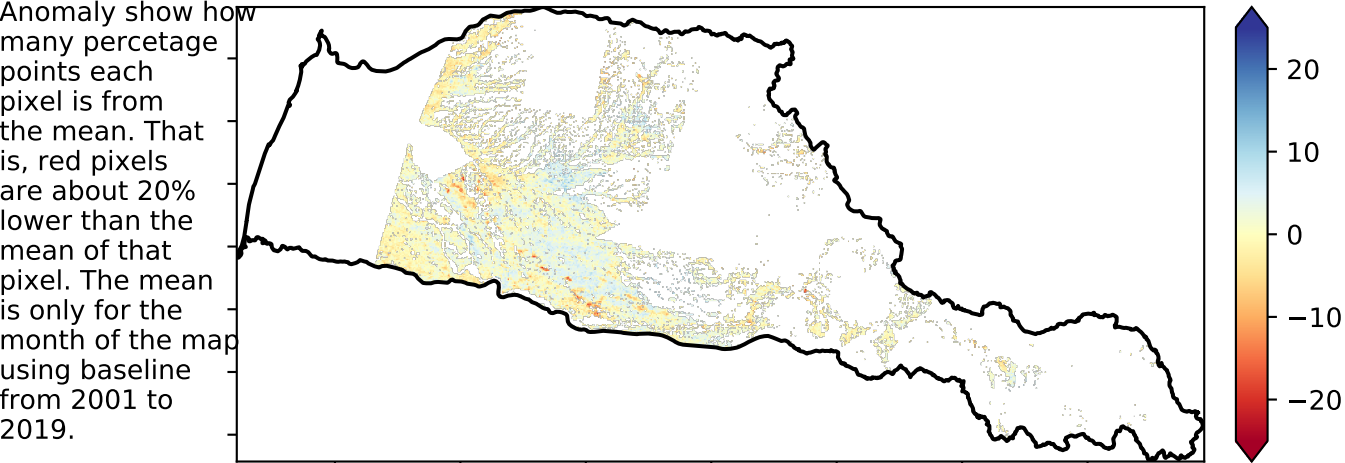 Anomaly show how
many percetage
points each
pixel is from
the mean. That
is, red pixels
are about 20%
lower than the
mean of that
pixel. The mean
is only for the
month of the map
using baseline
from 2001 to
2019.
20
10
0
−10
−20